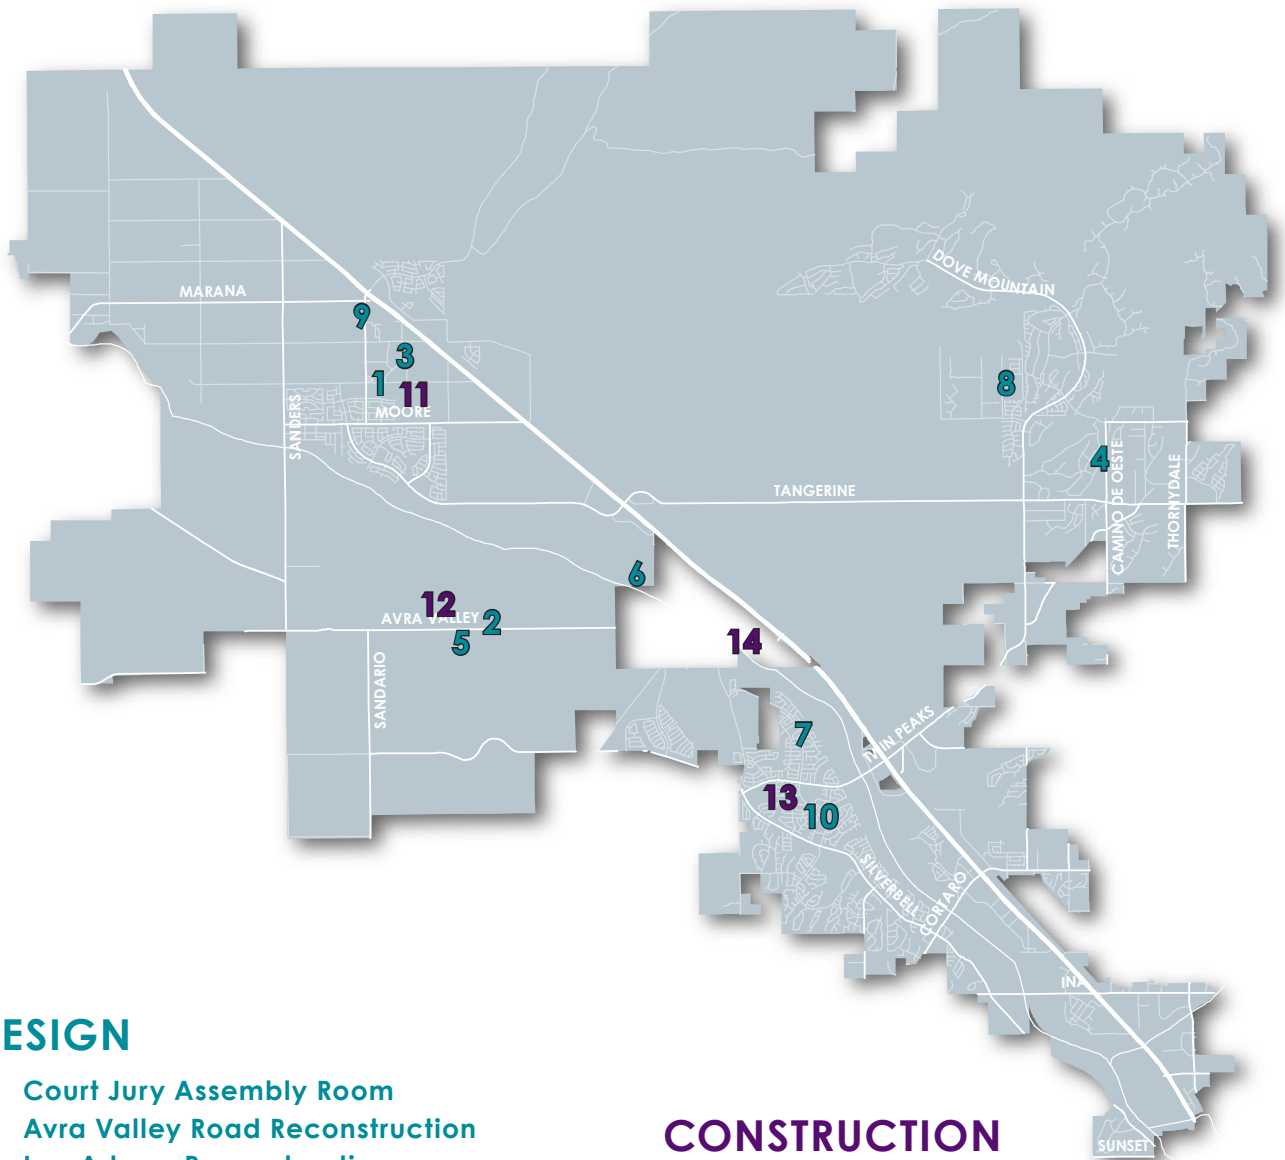 DOVE MOUNTAIN
MARANA
9
3
1
11
8
MOORE
SANDERS
4
CAMINO DE OESTE
THORNYDALE
TANGERINE
6
12
AVRA VALLEY
2
5
14
SANDARIO
7
TWIN PEAKS
13
10
SILVERBELL
CORTARO
INA
SUNSET
ESIGN
Court Jury Assembly Room
Avra Valley Road Reconstruction
CONSTRUCTION